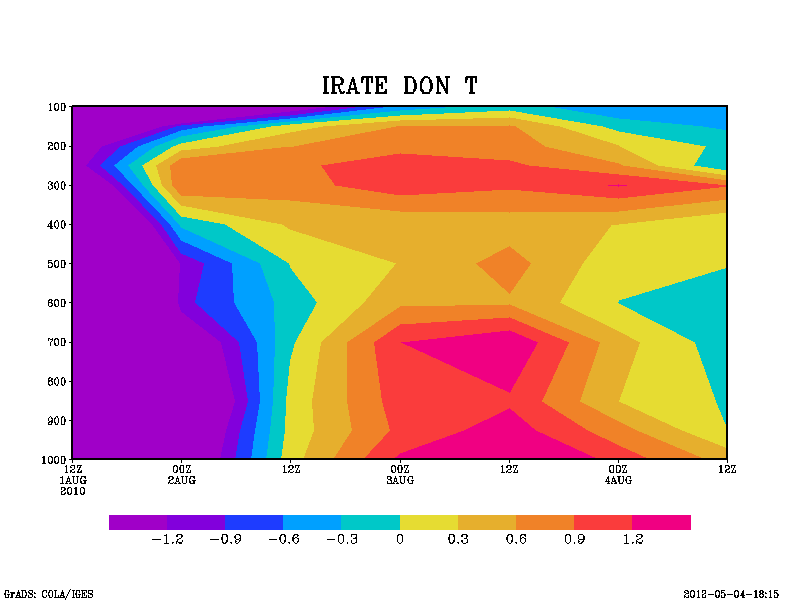 IRATE DON T
100
200
300
400
500
600
700
800
900
1000
12Z 00Z 12Z 00Z 12Z 00Z 12Z
1AUG 2AUG 3AUG 4AUG
2010
−1.2 −0.9 −0.6 −0.3 0 0.3 0.6 0.9 1.2
GrADS: COLA/IGES 2012-05-04-18:15